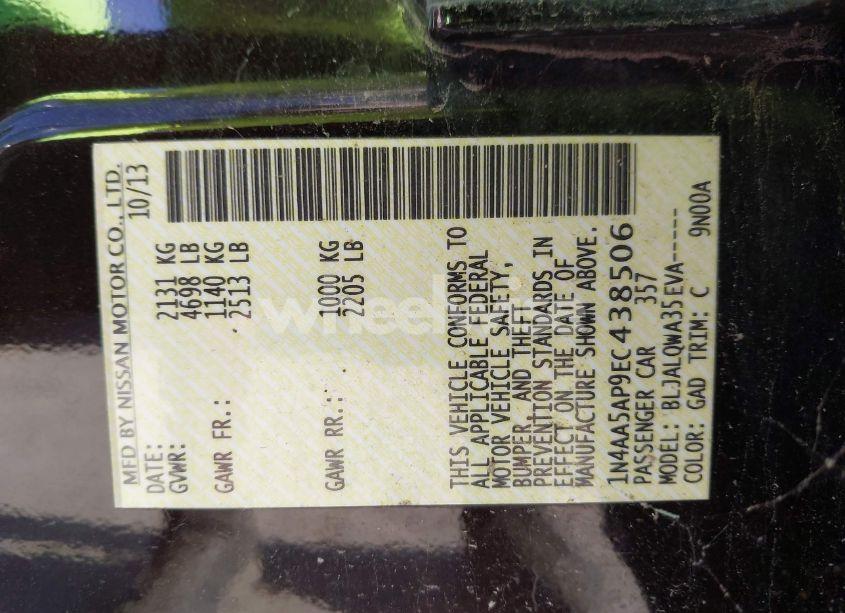 MFD BY NISSAN MOTOR CO., LTD.
DATE: 10/13
GVWR: 2131 KG
4698 LB
GAWR FR.: 1140 KG
2513 LB
GAWR RR.: 1000 KG
2205 LB
THIS VEHICLE CONFORMS TO
ALL APPLICABLE FEDERAL
MOTOR VEHICLE SAFETY,
BUMPER, AND THEFT
PREVENTION STANDARDS IN
EFFECT ON THE DATE OF
MANUFACTURE SHOWN ABOVE.
1N4AA5AP9EC438506
PASSENGER CAR 357
MODEL: BLJALQWA35EVA-----
COLOR: GAD TRIM: C 9N00A